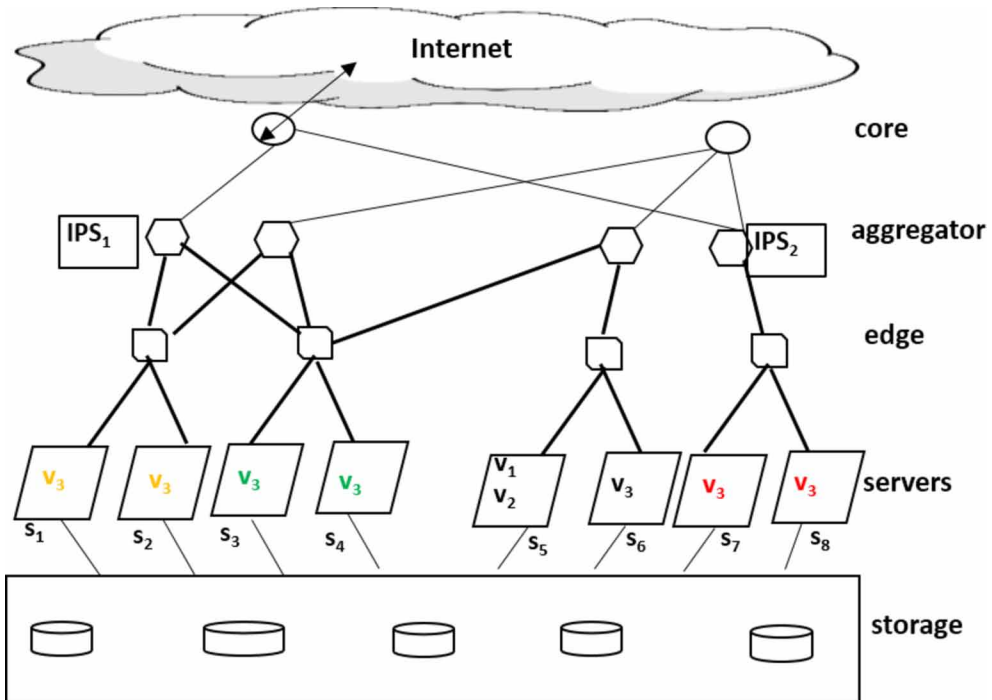 Internet
core
IPS1
IPS2
aggregator
edge
v3
v3
v3
v3
v1
v2
v3
v3
v3
servers
s1
s2
s3
s4
s5
s6
s7
s8
storage